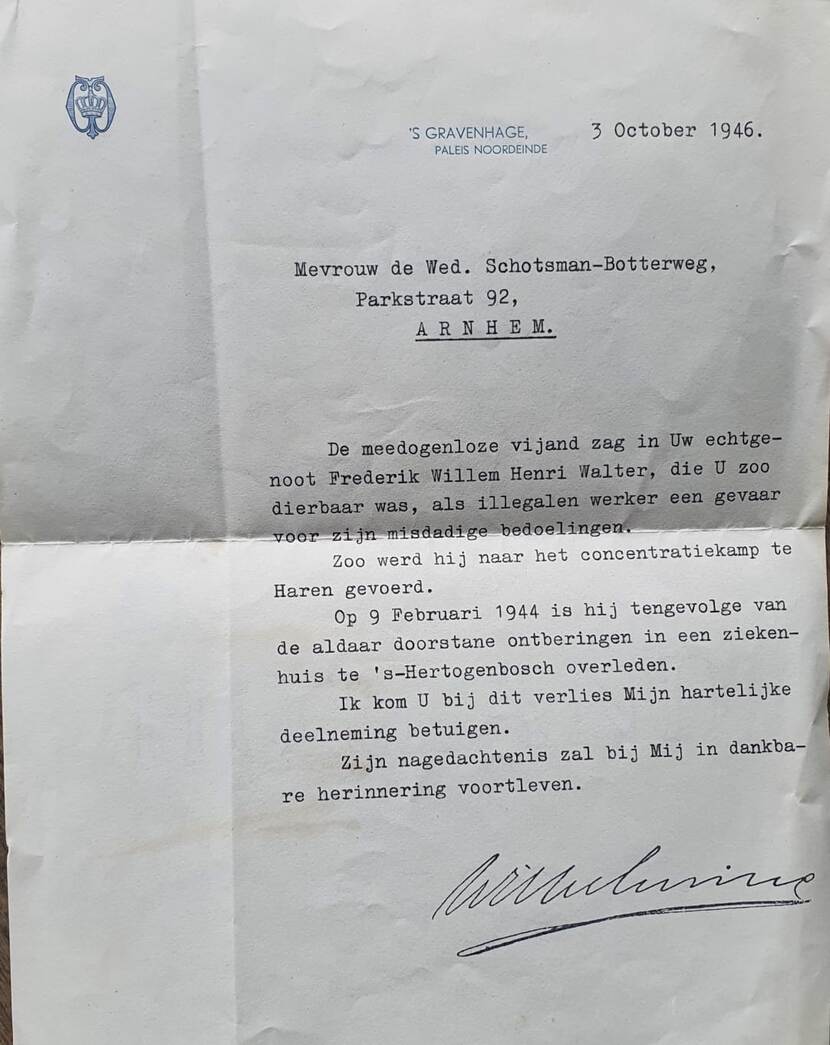 'S GRAVENHAGE, 3 October 1946.
PALEIS NOORDEINDE
Mevrouw de Wed. Schotsman-Botterweg,
Parkstraat 92,
A R N H E M.
De meedogenloze vijand zag in Uw echtge-
noot Frederik Willem Henri Walter, die U zoo
dierbaar was, als illegalen werker een gevaar
voor zijn misdadige bedoelingen.
Zoo werd hij naar het concentratiekamp te
Haren gevoerd.
Op 9 Februari 1944 is hij tengevolge van
de aldaar doorstane ontberingen in een zieken-
huis te 's-Hertogenbosch overleden.
Ik kom U bij dit verlies Mijn hartelijke
deelneming betuigen.
Zijn nagedachtenis zal bij Mij in dankba-
re herinnering voortleven.
Wilhelmina